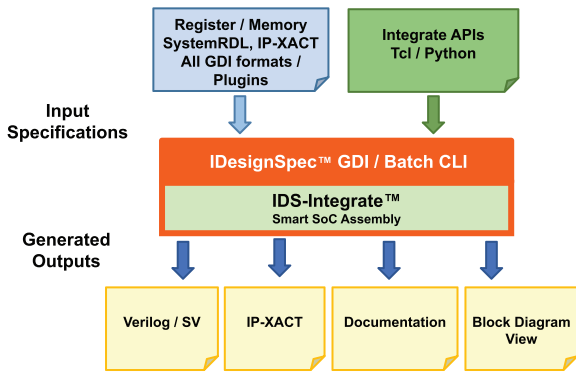 Register / Memory
SystemRDL, IP-XACT
All GDI formats /
Plugins
Integrate APIs
Tcl / Python
Input
Specifications
IDesignSpec™ GDI / Batch CLI
IDS-Integrate™
Smart SoC Assembly
Generated
Outputs
Verilog / SV
IP-XACT
Documentation
Block Diagram
View